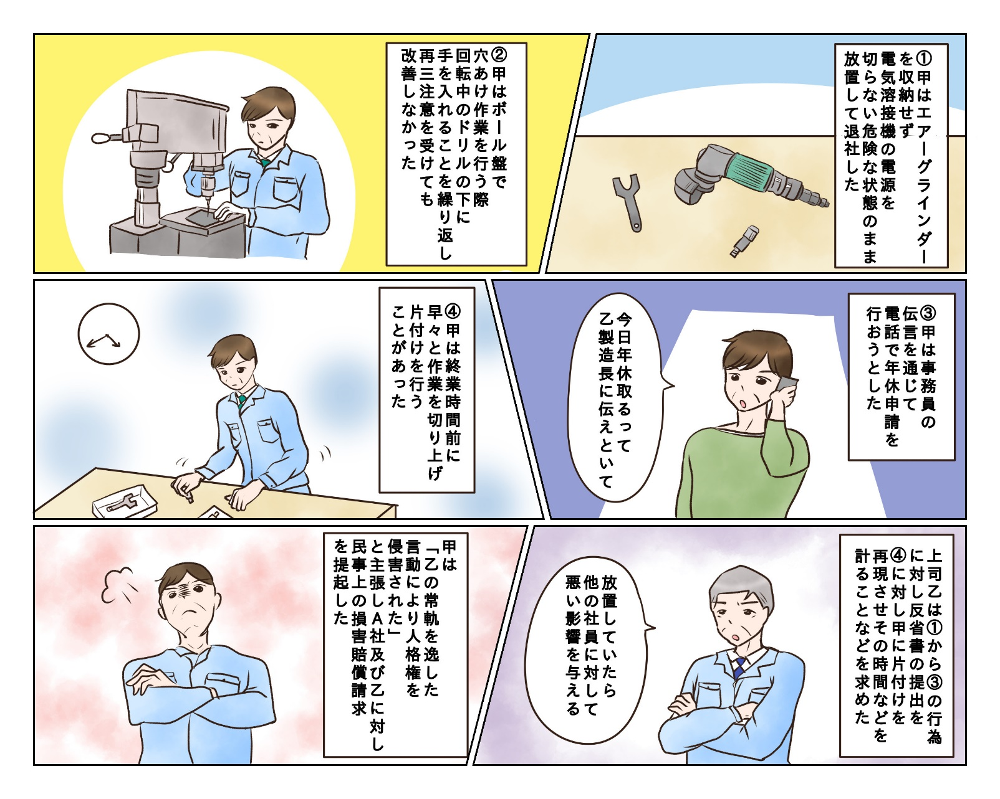 ①甲はエアーグラインダー
を収納せず
電気溶接機の電源を
切らない危険な状態のまま
放置して退社した
②甲はボール盤で
穴あけ作業を行う際
回転中のドリルの下に
手を入れることを繰り返し
再三注意を受けても
改善しなかった
③甲は事務員の
伝言を通じて
電話で年休申請を
行おうとした
今日年休取るって
乙製造長に伝えといて
④甲は終業時間前に
早々と作業を切り上げ
片付けを行う
ことがあった
上司乙は①から③の行為
に対し反省書の提出を
④に対し甲に片付けを
再現させその時間などを
計ることなどを求めた
放置していたら
他の社員に対して
悪い影響を与える
甲は
「乙の常軌を逸した
言動により人格権を
侵害された」
と主張しA社及び乙に対し
民事上の損害賠償請求
を提起した